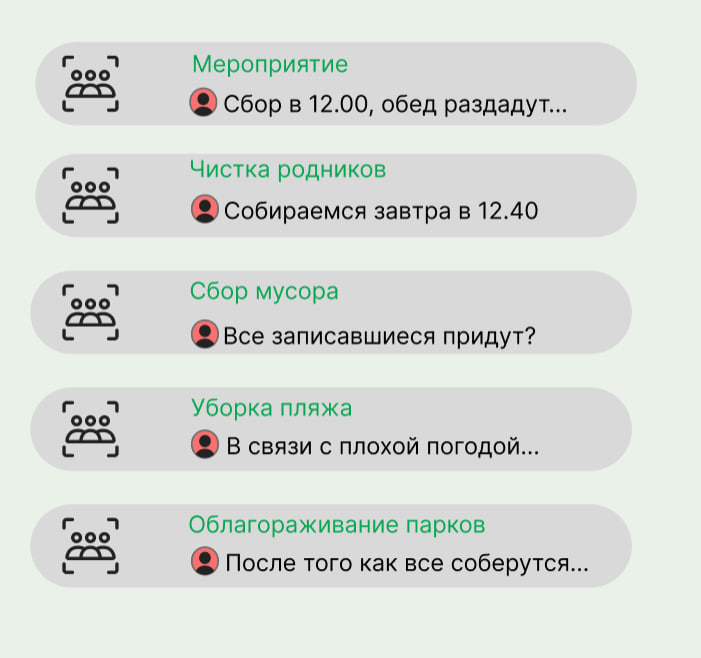 Мероприятие
Сбор в 12.00, обед раздадут...
Чистка родников
Собираемся завтра в 12.40
Сбор мусора
Все записавшиеся придут?
Уборка пляжа
В связи с плохой погодой...
Облагораживание парков
После того как все соберутся...